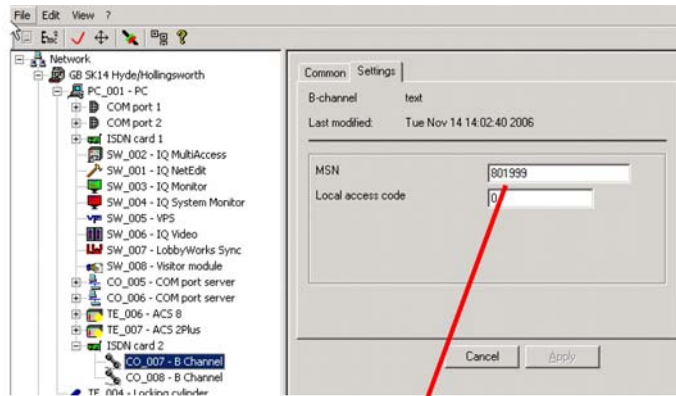 File Edit View ?
Network
GB SK14 Hyde/Hollingsworth
PC_001 - PC
COM port 1
COM port 2
ISDN card 1
SW_002 - IQ MultiAccess
SW_001 - IQ NetEdit
SW_003 - IQ Monitor
SW_004 - IQ System Monitor
SW_005 - VPS
SW_006 - IQ Video
SW_007 - LobbyWorks Sync
SW_008 - Visitor module
CO_005 - COM port server
CO_006 - COM port server
TE_006 - ACS 8
TE_007 - ACS 2Plus
ISDN card 2
CO_007 - B Channel
CO_008 - B Channel
TE_004 - Locking cylinder
Common Settings
B-channel text
Last modified: Tue Nov 14 14:02:40 2006
MSN 801999
Local access code 0
Cancel Apply